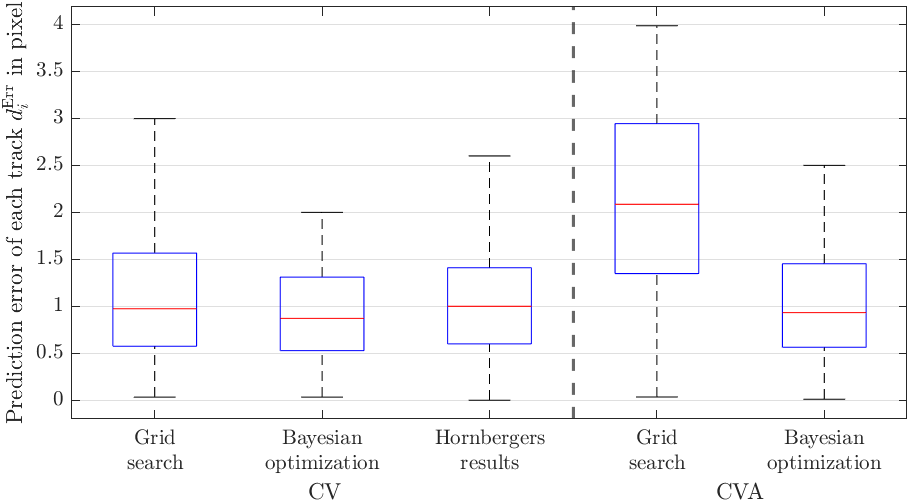 Prediction error of each track d_i^Err in pixel
4
3.5
3
2.5
2
1.5
1
0.5
0
Grid search
Bayesian optimization
Hornbergers results
Grid search
Bayesian optimization
CV
CVA